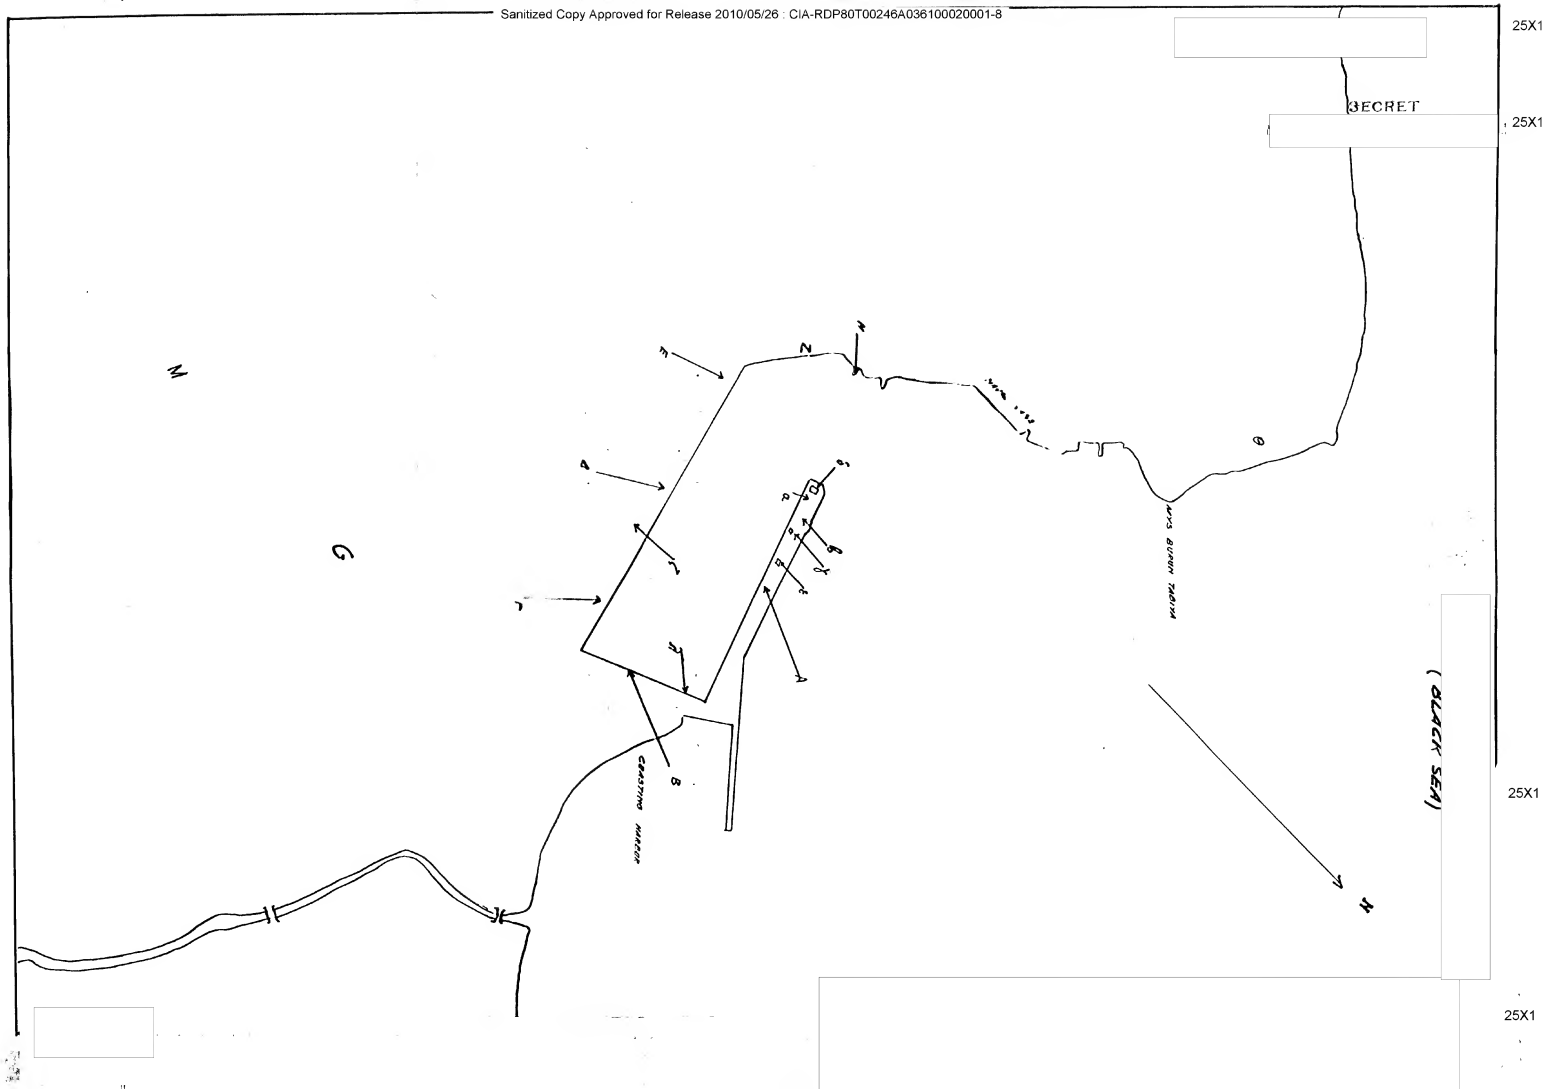 Sanitized Copy Approved for Release 2010/05/26 : CIA-RDP80T00246A036100020001-8
25X1
SECRET
25X1
Z
M
G
θ
δ
a
β
γ
ε
A
B
MYS BURUN TABIYA
(BLACK SEA)
COASTING HARBOR
N
25X1
25X1